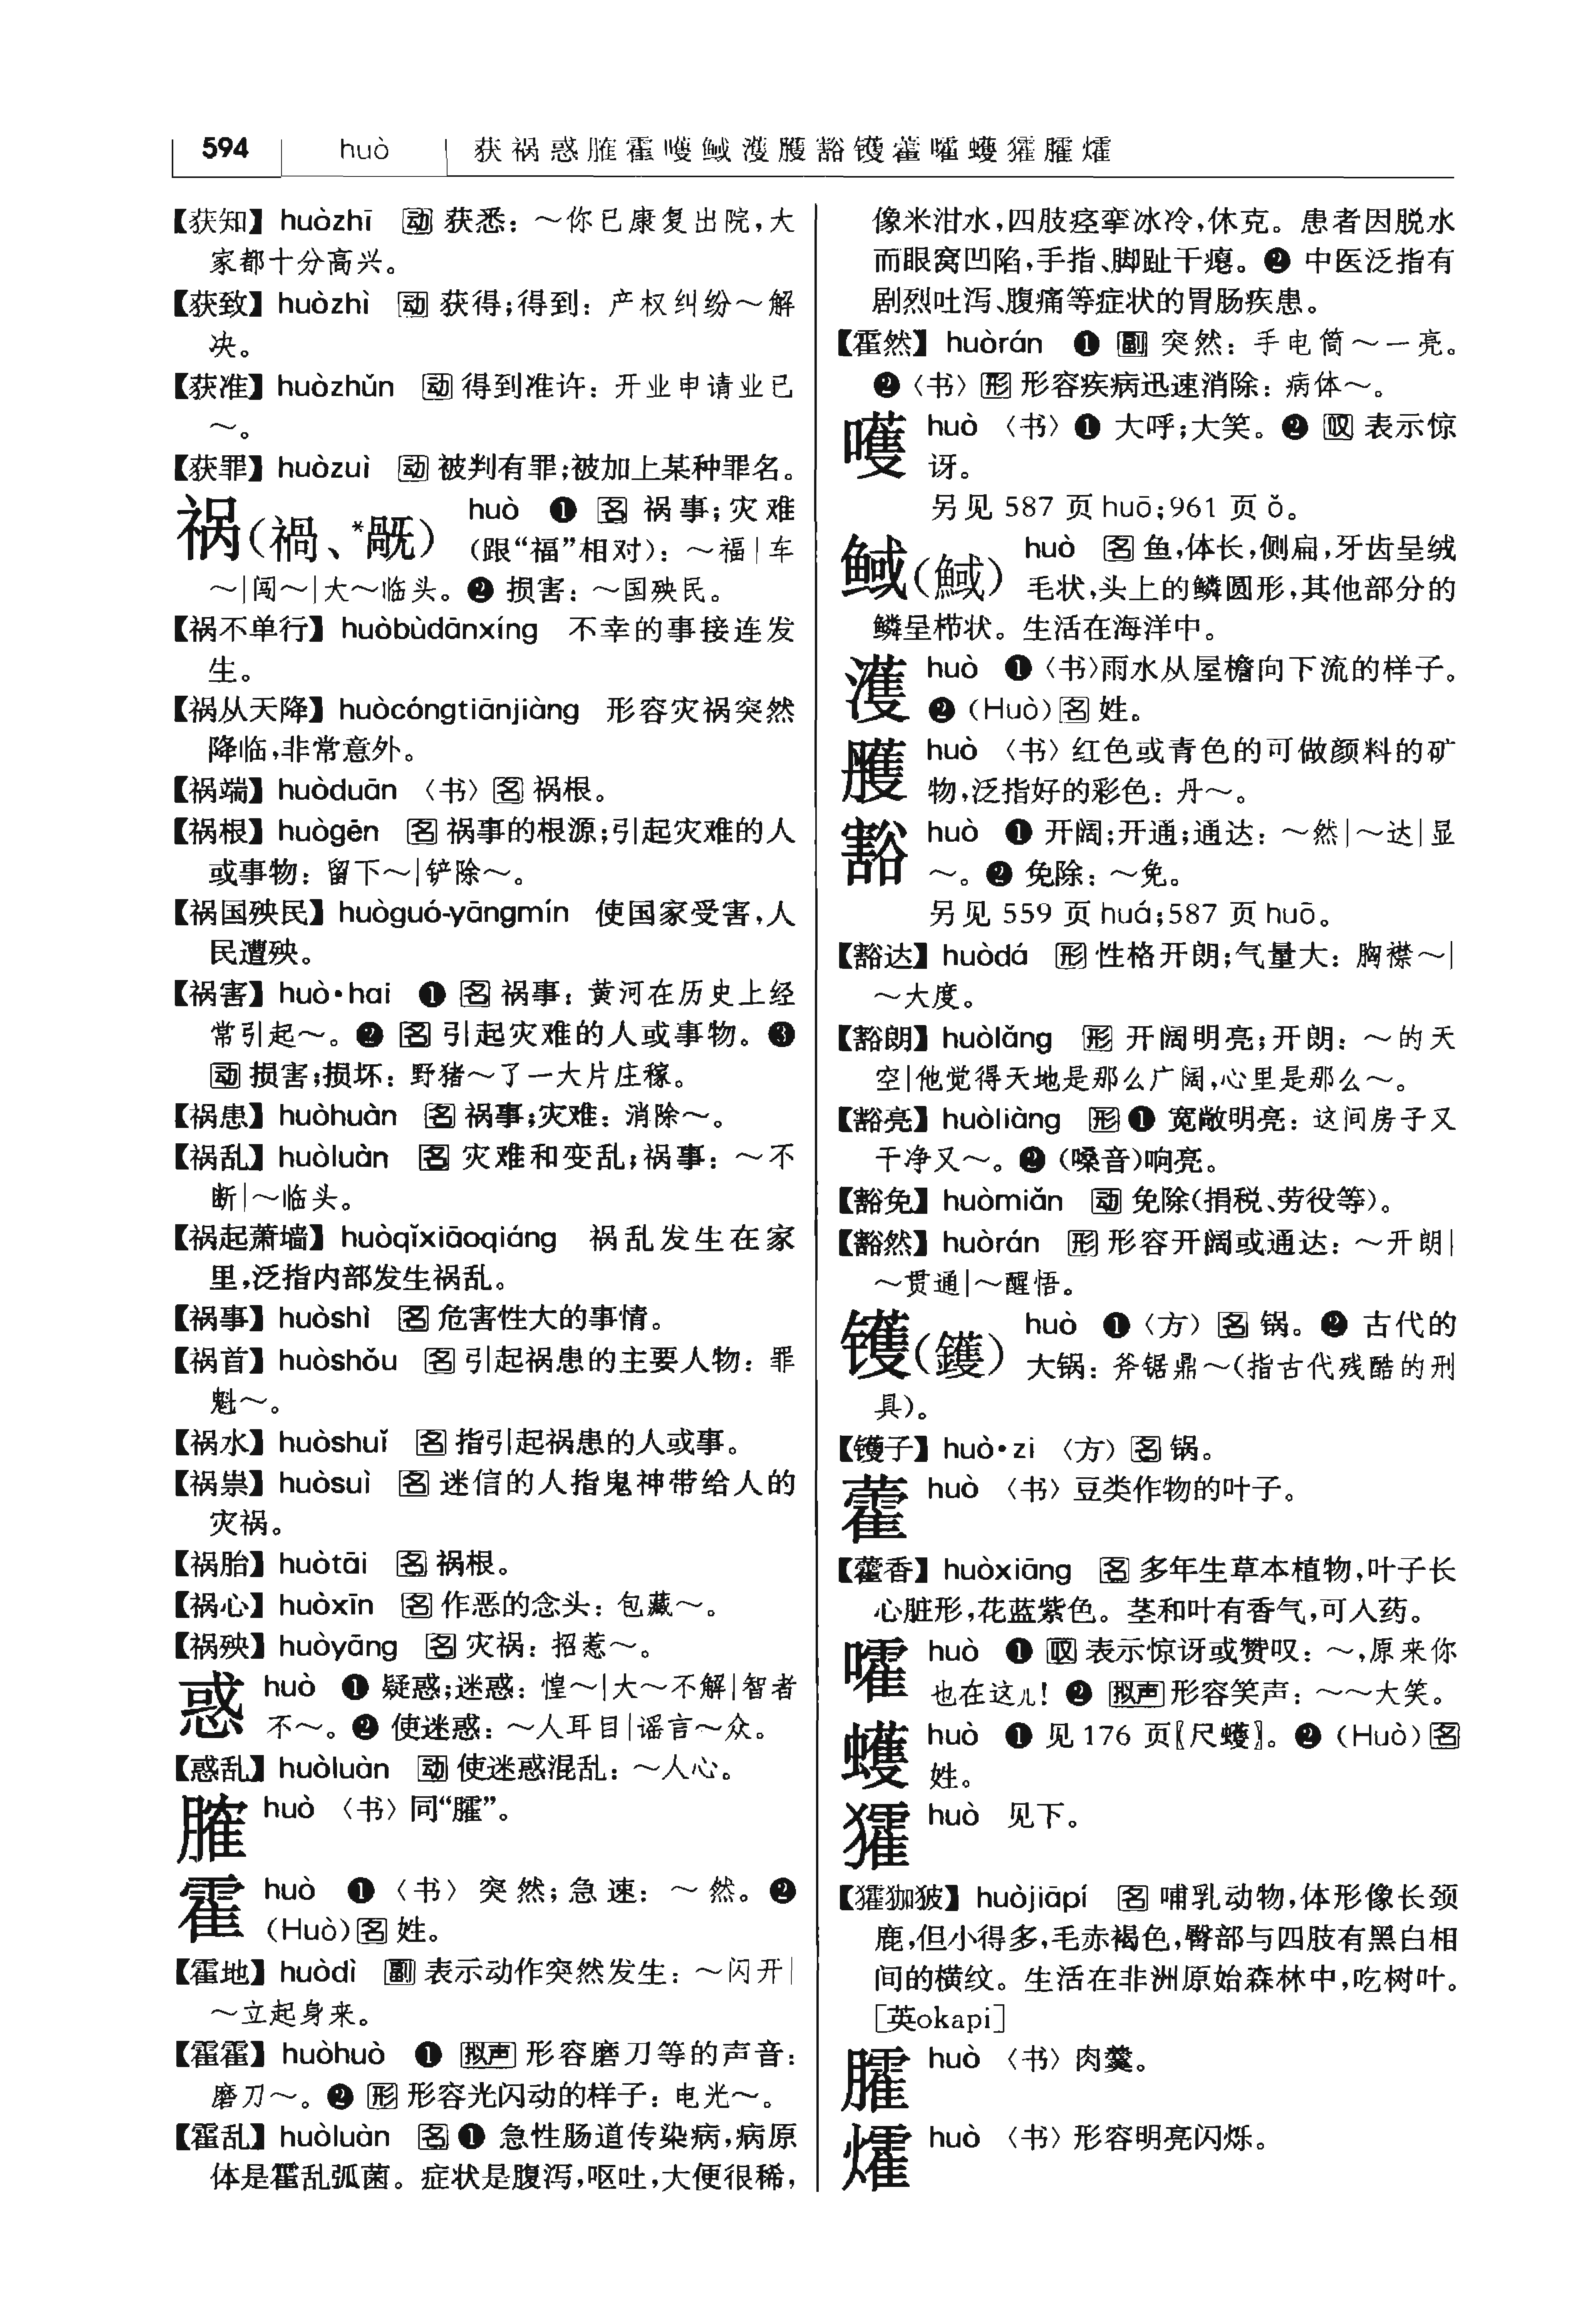 594 huò 获祸惑𦞦霍嚄𬶨濩臒豁镬藿嚯蠖㺢臛㸌
【获知】huòzhī 动 获悉：～你已康复出院，大
家都十分高兴。
【获致】huòzhì 动 获得；得到：产权纠纷～解
决。
【获准】huòzhǔn 动 得到准许：开业申请业已
～。
【获罪】huòzuì 动 被判有罪；被加上某种罪名。
祸（禍、*旤） huò ❶ 名 祸事；灾难
（跟“福”相对）：～福|车
～|闯～|大～临头。❷ 损害：～国殃民。
【祸不单行】huòbùdānxíng 不幸的事接连发
生。
【祸从天降】huòcóngtiānjiàng 形容灾祸突然
降临，非常意外。
【祸端】huòduān 〈书〉名 祸根。
【祸根】huògēn 名 祸事的根源；引起灾难的人
或事物：留下～|铲除～。
【祸国殃民】huòguó-yāngmín 使国家受害，人
民遭殃。
【祸害】huò•hai ❶ 名 祸事：黄河在历史上经
常引起～。❷ 名 引起灾难的人或事物。❸
动 损害；损坏：野猪～了一大片庄稼。
【祸患】huòhuàn 名 祸事；灾难：消除～。
【祸乱】huòluàn 名 灾难和变乱；祸事：～不
断|～临头。
【祸起萧墙】huòqǐxiāoqiáng 祸乱发生在家
里，泛指内部发生祸乱。
【祸事】huòshì 名 危害性大的事情。
【祸首】huòshǒu 名 引起祸患的主要人物：罪
魁～。
【祸水】huòshuǐ 名 指引起祸患的人或事。
【祸祟】huòsuì 名 迷信的人指鬼神带给人的
灾祸。
【祸胎】huòtāi 名 祸根。
【祸心】huòxīn 名 作恶的念头：包藏～。
【祸殃】huòyāng 名 灾祸：招惹～。
惑 huò ❶ 疑惑；迷惑：惶～|大～不解|智者
不～。❷ 使迷惑：～人耳目|谣言～众。
【惑乱】huòluàn 动 使迷惑混乱：～人心。
𦞦 huò 〈书〉同“臛”。
霍 huò ❶〈书〉突然；急速：～然。❷
（Huò）名 姓。
【霍地】huòdì 副 表示动作突然发生：～闪开|
～立起身来。
【霍霍】huòhuò ❶ 拟声 形容磨刀等的声音：
磨刀～。❷ 形 形容光闪动的样子：电光～。
【霍乱】huòluàn 名 ❶ 急性肠道传染病，病原
体是霍乱弧菌。症状是腹泻，呕吐，大便很稀，
像米泔水，四肢痉挛冰冷，休克。患者因脱水
而眼窝凹陷，手指、脚趾干瘪。❷ 中医泛指有
剧烈吐泻、腹痛等症状的胃肠疾患。
【霍然】huòrán ❶ 副 突然：手电筒～一亮。
❷〈书〉形 形容疾病迅速消除：病体～。
嚄 huò 〈书〉❶ 大呼；大笑。❷ 叹 表示惊
讶。
另见 587 页 huō；961 页 ǒ。
𬶨（魊） huò 名 鱼，体长，侧扁，牙齿呈绒
毛状，头上的鳞圆形，其他部分的
鳞呈栉状。生活在海洋中。
濩 huò ❶〈书〉雨水从屋檐向下流的样子。
❷（Huò）名 姓。
臒 huò 〈书〉红色或青色的可做颜料的矿
物，泛指好的彩色：丹～。
豁 huò ❶ 开阔；开通；通达：～然|～达|显
～。❷ 免除：～免。
另见 559 页 huá；587 页 huō。
【豁达】huòdá 形 性格开朗；气量大：胸襟～|
～大度。
【豁朗】huòlǎng 形 开阔明亮；开朗：～的天
空|他觉得天地是那么广阔，心里是那么～。
【豁亮】huòliàng 形 ❶ 宽敞明亮：这间房子又
干净又～。❷（嗓音）响亮。
【豁免】huòmiǎn 动 免除（捐税、劳役等）。
【豁然】huòrán 形 形容开阔或通达：～开朗|
～贯通|～醒悟。
镬（鑊） huò ❶〈方〉名 锅。❷ 古代的
大锅：斧锯鼎～（指古代残酷的刑
具）。
【镬子】huò•zi 〈方〉名 锅。
藿 huò 〈书〉豆类作物的叶子。
【藿香】huòxiāng 名 多年生草本植物，叶子长
心脏形，花蓝紫色。茎和叶有香气，可入药。
嚯 huò ❶ 叹 表示惊讶或赞叹：～，原来你
也在这儿！❷ 拟声 形容笑声：～～大笑。
蠖 huò ❶ 见 176 页〖尺蠖〗。❷（Huò）名
姓。
㺢 huò 见下。
【㺢㹢狓】huòjiāpí 名 哺乳动物，体形像长颈
鹿，但小得多，毛赤褐色，臀部与四肢有黑白相
间的横纹。生活在非洲原始森林中，吃树叶。
［英okapi］
臛 huò 〈书〉肉羹。
㸌 huò 〈书〉形容明亮闪烁。